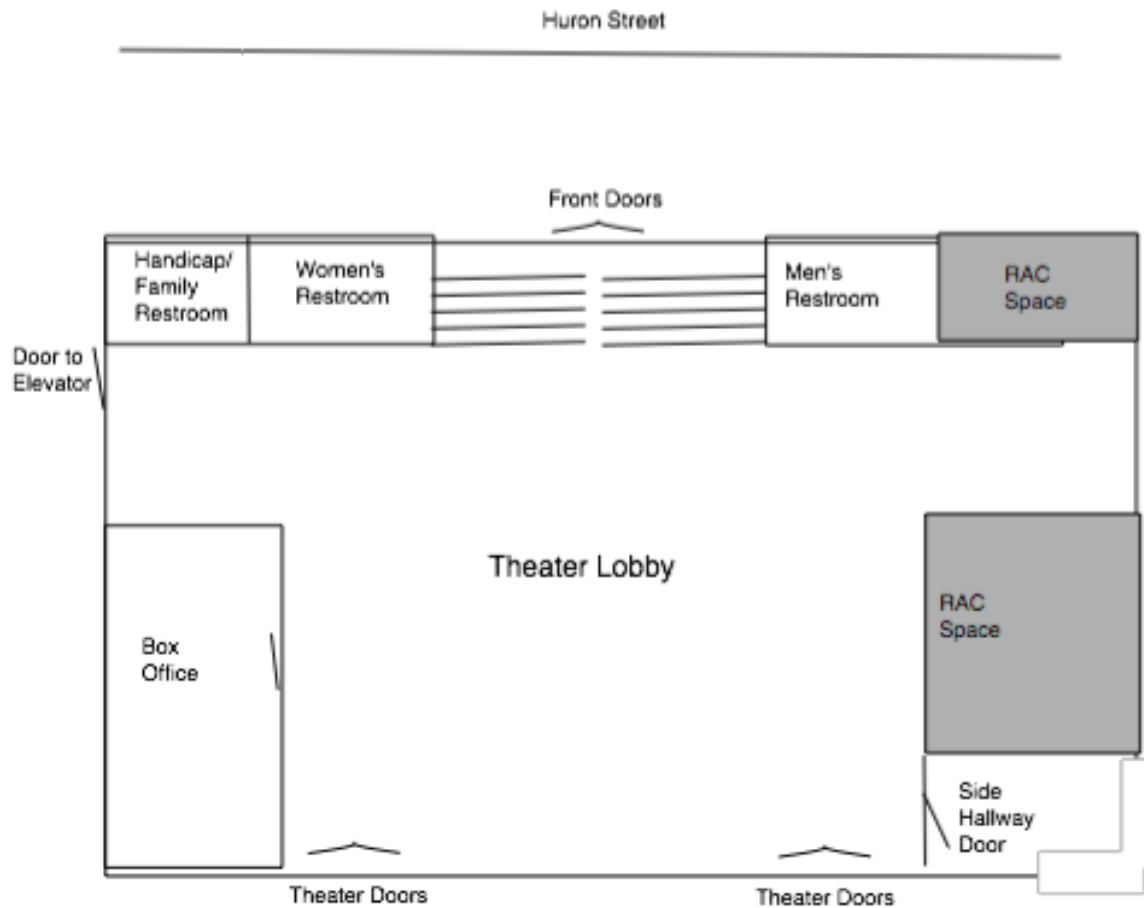 Huron Street
Front Doors
Handicap/
Family
Restroom
Women's
Restroom
Men's
Restroom
RAC
Space
Door to
Elevator
Theater Lobby
RAC
Space
Box
Office
Side
Hallway
Door
Theater Doors
Theater Doors